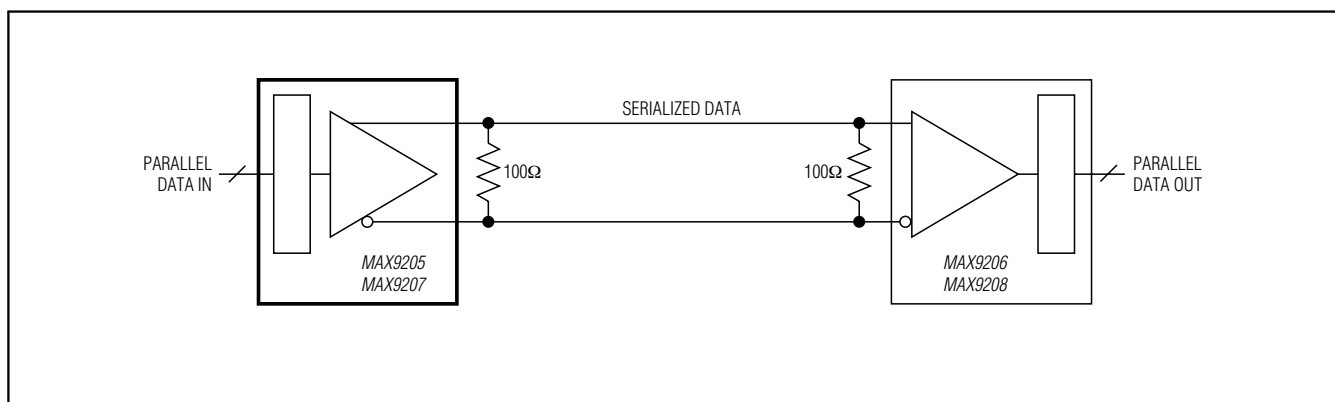 SERIALIZED DATA
PARALLEL
DATA IN
100Ω
100Ω
PARALLEL
DATA OUT
MAX9205
MAX9207
MAX9206
MAX9208